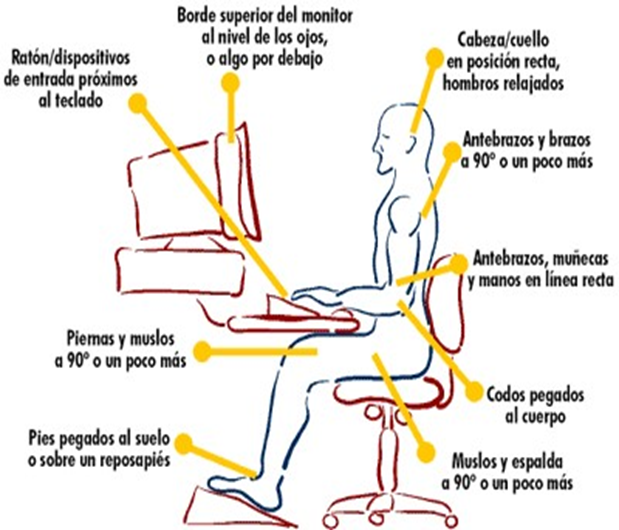 Borde superior del monitor
al nivel de los ojos,
o algo por debajo
Ratón/dispositivos
de entrada próximos
al teclado
Cabeza/cuello
en posición recta,
hombros relajados
Antebrazos y brazos
a 90º o un poco más
Antebrazos, muñecas
y manos en línea recta
Piernas y muslos
a 90º o un poco más
Codos pegados
al cuerpo
Pies pegados al suelo
o sobre un reposapiés
Muslos y espalda
a 90º o un poco más